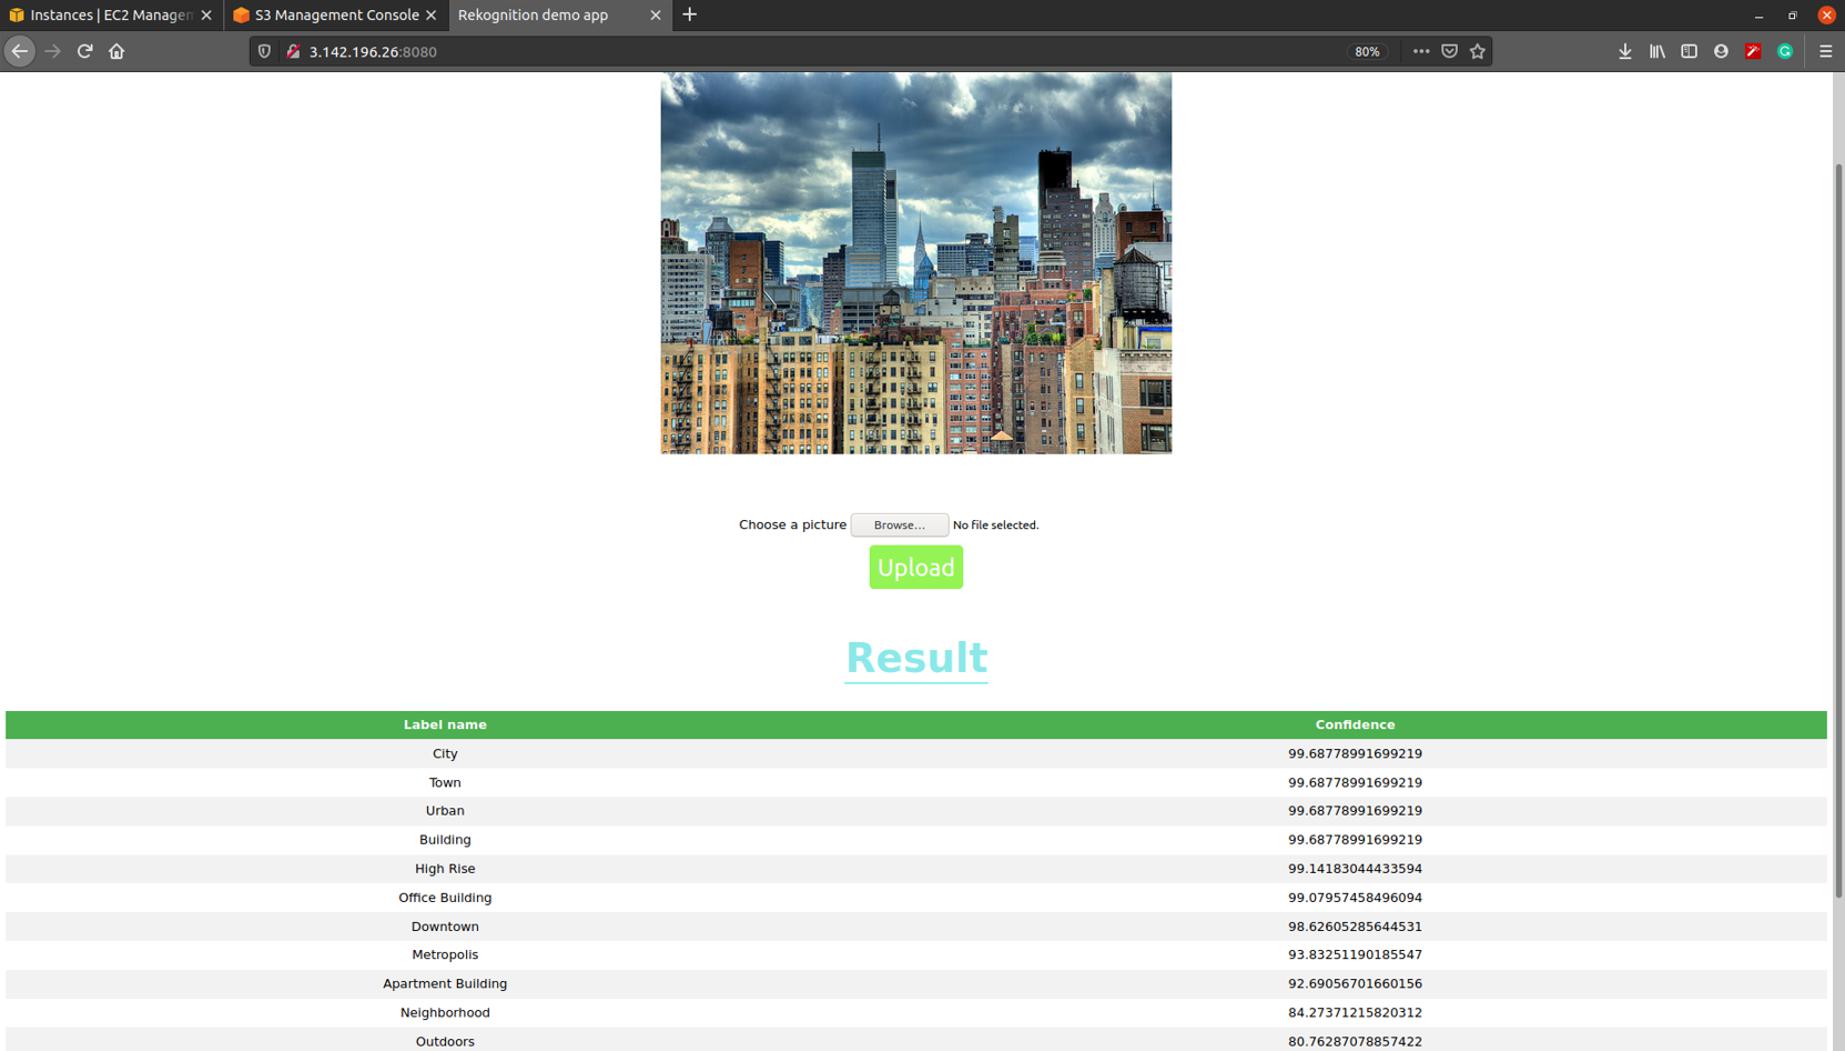 Instances | EC2 Managem
S3 Management Console
Rekognition demo app
3.142.196.26:8080
80%
Choose a picture Browse... No file selected.
Upload
Result
Label name Confidence
City 99.68778991699219
Town 99.68778991699219
Urban 99.68778991699219
Building 99.68778991699219
High Rise 99.14183044433594
Office Building 99.07957458496094
Downtown 98.62605285644531
Metropolis 93.83251190185547
Apartment Building 92.69056701660156
Neighborhood 84.27371215820312
Outdoors 80.76287078857422